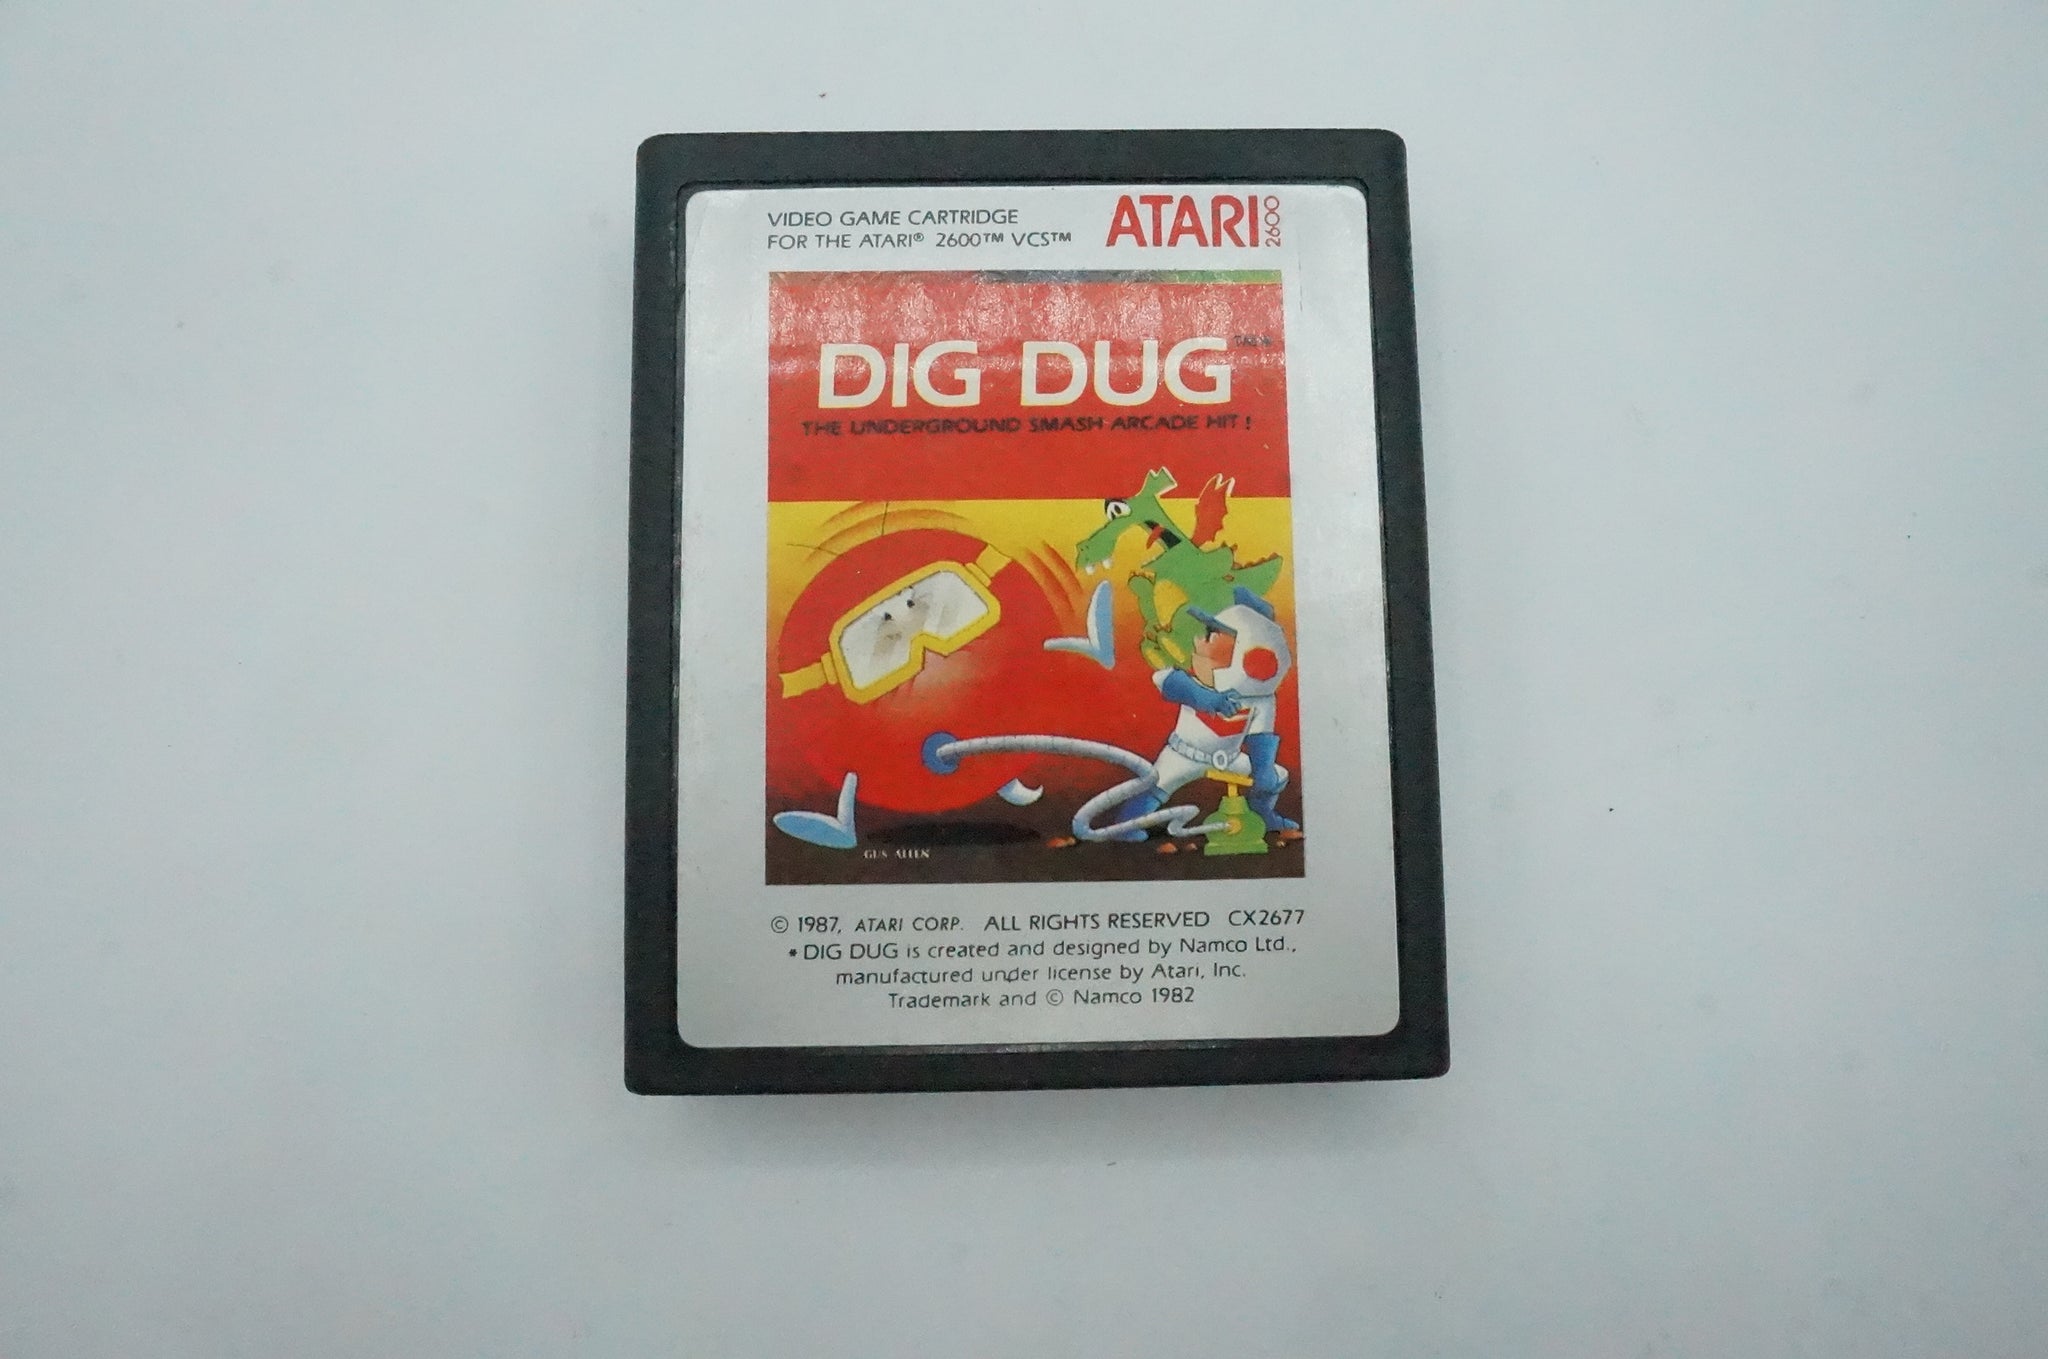 VIDEO GAME CARTRIDGE
FOR THE ATARI® 2600™ VCS™
ATARI 2600
DIG DUG™*
THE UNDERGROUND SMASH ARCADE HIT!
GUS ALLEN
© 1987, ATARI CORP. ALL RIGHTS RESERVED CX2677
* DIG DUG is created and designed by Namco Ltd.,
manufactured under license by Atari, Inc.
Trademark and © Namco 1982